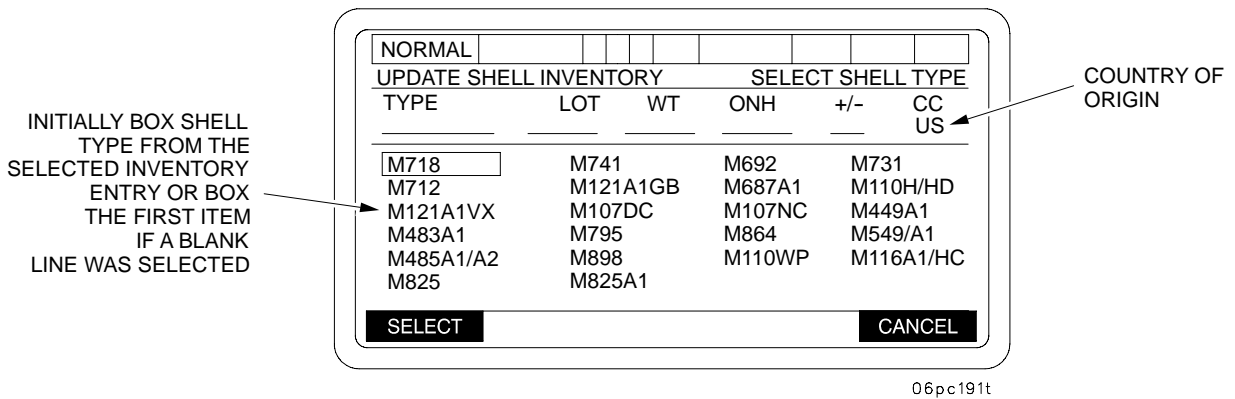 NORMAL
UPDATE SHELL INVENTORY SELECT SHELL TYPE
TYPE LOT WT ONH +/- CC
US
M718 M741 M692 M731
M712 M121A1GB M687A1 M110H/HD
M121A1VX M107DC M107NC M449A1
M483A1 M795 M864 M549/A1
M485A1/A2 M898 M110WP M116A1/HC
M825 M825A1
SELECT CANCEL
INITIALLY BOX SHELL
TYPE FROM THE
SELECTED INVENTORY
ENTRY OR BOX
THE FIRST ITEM
IF A BLANK
LINE WAS SELECTED
COUNTRY OF
ORIGIN
06pc191t